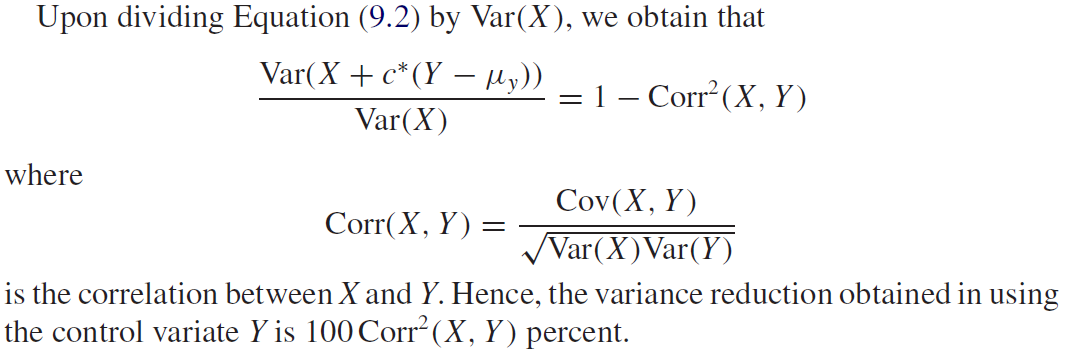 Upon dividing Equation (9.2) by Var(X), we obtain that
Var(X + c*(Y − μy))
Var(X)
= 1 − Corr²(X, Y)
where
Corr(X, Y) =
Cov(X, Y)
√Var(X)Var(Y)
is the correlation between X and Y. Hence, the variance reduction obtained in using
the control variate Y is 100 Corr²(X, Y) percent.